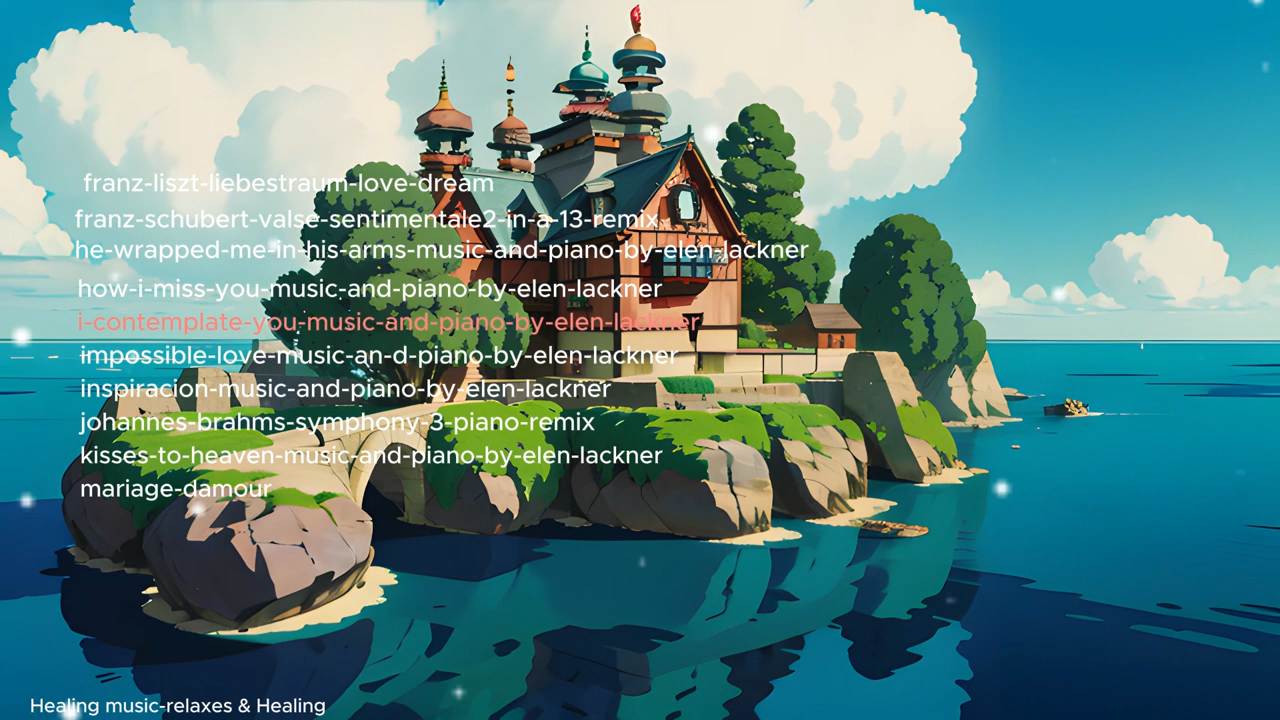 franz-liszt-liebestraum-love-dream
franz-schubert-valse-sentimentale2-in-a-13-remix
he-wrapped-me-in-his-arms-music-and-piano-by-elen-lackner
how-i-miss-you-music-and-piano-by-elen-lackner
i-contemplate-you-music-and-piano-by-elen-lackner
impossible-love-music-an-d-piano-by-elen-lackner
inspiracion-music-and-piano-by-elen-lackner
johannes-brahms-symphony-3-piano-remix
kisses-to-heaven-music-and-piano-by-elen-lackner
mariage-damour
Healing music-relaxes & Healing